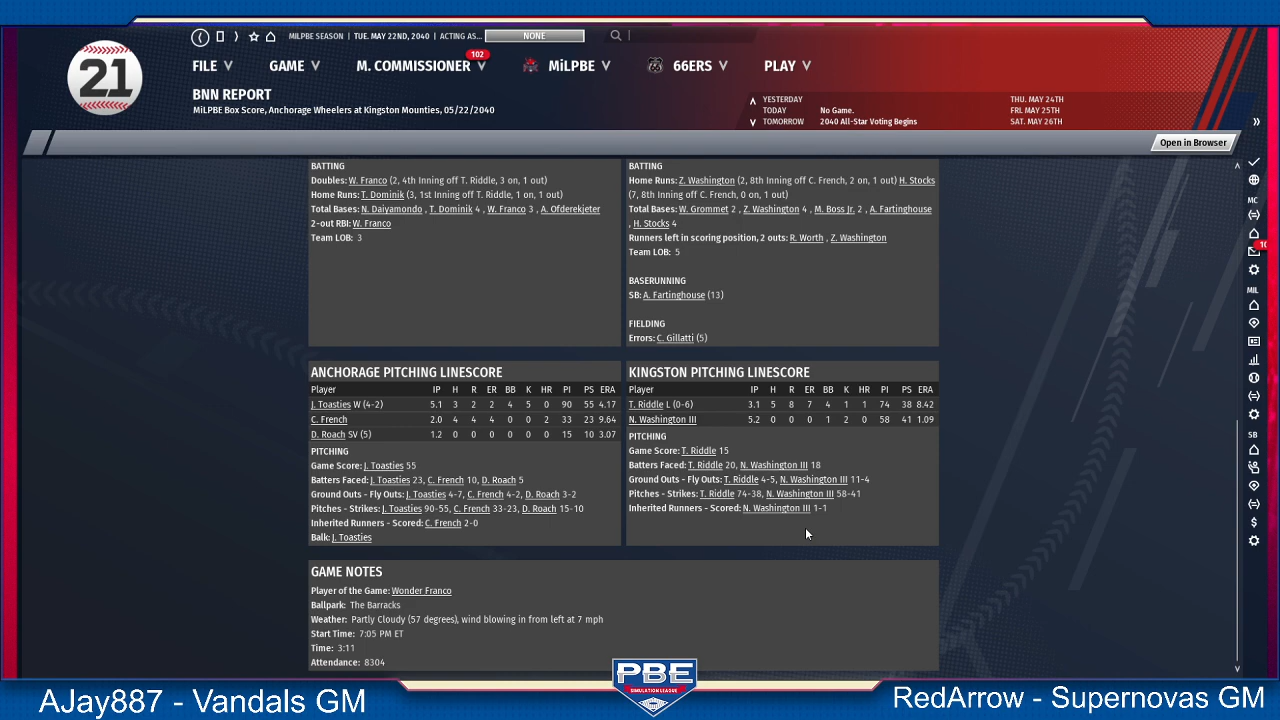 MiLPBE SEASON | TUE. MAY 22ND, 2040 | ACTING AS... NONE
21
FILE GAME M. COMMISSIONER 102 MiLPBE 66ERS PLAY
BNN REPORT
MiLPBE Box Score, Anchorage Wheelers at Kingston Mounties, 05/22/2040
YESTERDAY THU. MAY 24TH
TODAY No Game. FRI. MAY 25TH
TOMORROW 2040 All-Star Voting Begins SAT. MAY 26TH
Open in Browser
BATTING
Doubles: W. Franco (2, 4th Inning off T. Riddle, 3 on, 1 out)
Home Runs: T. Dominik (3, 1st Inning off T. Riddle, 1 on, 1 out)
Total Bases: N. Daiyamondo , T. Dominik 4 , W. Franco 3 , A. Ofderekjeter
2-out RBI: W. Franco
Team LOB: 3
BATTING
Home Runs: Z. Washington (2, 8th Inning off C. French, 2 on, 1 out) H. Stocks
(7, 8th Inning off C. French, 0 on, 1 out)
Total Bases: W. Grommet 2 , Z. Washington 4 , M. Boss Jr. 2 , A. Fartinghouse
, H. Stocks 4
Runners left in scoring position, 2 outs: R. Worth , Z. Washington
Team LOB: 5
BASERUNNING
SB: A. Fartinghouse (13)
FIELDING
Errors: C. Gillatti (5)
ANCHORAGE PITCHING LINESCORE
Player IP H R ER BB K HR PI PS ERA
J. Toasties W (4-2) 5.1 3 2 2 4 5 0 90 55 4.17
C. French 2.0 4 4 4 0 0 2 33 23 9.64
D. Roach SV (5) 1.2 0 0 0 0 0 0 15 10 3.07
PITCHING
Game Score: J. Toasties 55
Batters Faced: J. Toasties 23, C. French 10, D. Roach 5
Ground Outs - Fly Outs: J. Toasties 4-7, C. French 4-2, D. Roach 3-2
Pitches - Strikes: J. Toasties 90-55, C. French 33-23, D. Roach 15-10
Inherited Runners - Scored: C. French 2-0
Balk: J. Toasties
KINGSTON PITCHING LINESCORE
Player IP H R ER BB K HR PI PS ERA
T. Riddle L (0-6) 3.1 5 8 7 4 1 1 74 38 8.42
N. Washington III 5.2 0 0 0 1 2 0 58 41 1.09
PITCHING
Game Score: T. Riddle 15
Batters Faced: T. Riddle 20, N. Washington III 18
Ground Outs - Fly Outs: T. Riddle 4-5, N. Washington III 11-4
Pitches - Strikes: T. Riddle 74-38, N. Washington III 58-41
Inherited Runners - Scored: N. Washington III 1-1
GAME NOTES
Player of the Game: Wonder Franco
Ballpark: The Barracks
Weather: Partly Cloudy (57 degrees), wind blowing in from left at 7 mph
Start Time: 7:05 PM ET
Time: 3:11
Attendance: 8304
MC
10
MIL
SB
PBE
SIMULATION LEAGUE
AJay887 - Vandals GM
RedArrow - Supernovas GM